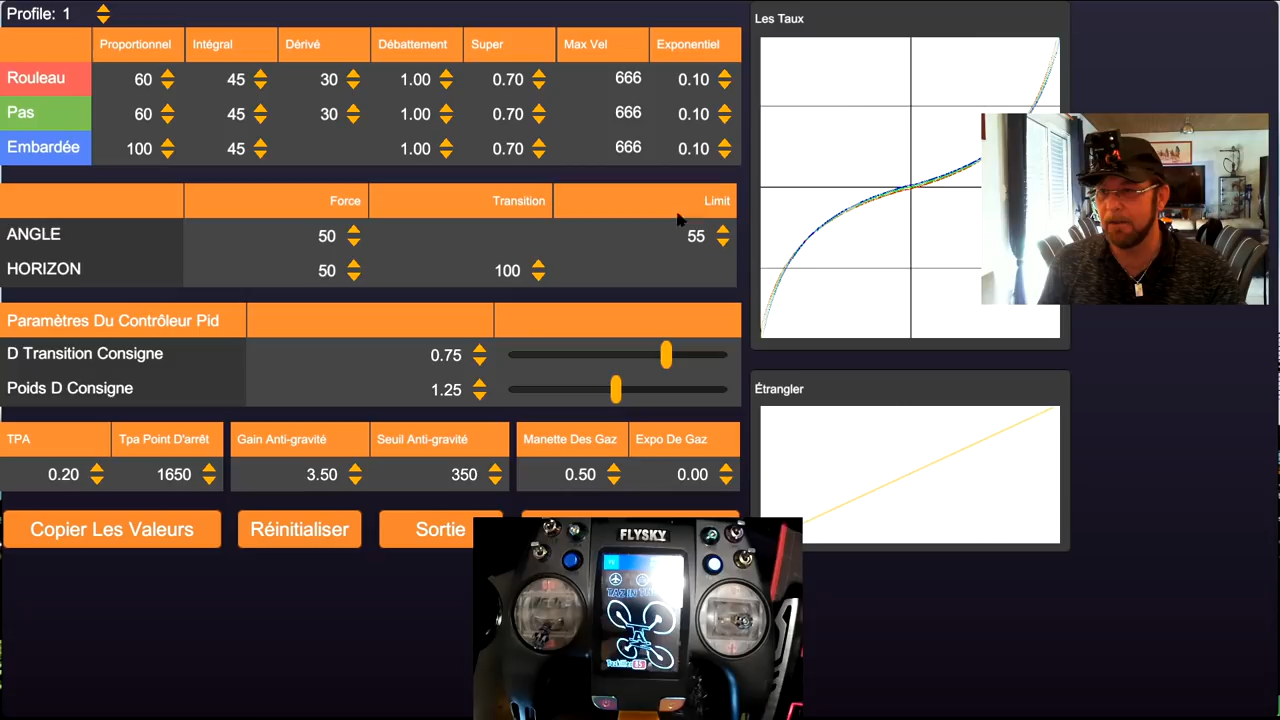 Profile: 1
Proportionnel Intégral Dérivé Débattement Super Max Vel Exponentiel
Rouleau 60 45 30 1.00 0.70 666 0.10
Pas 60 45 30 1.00 0.70 666 0.10
Embardée 100 45 1.00 0.70 666 0.10
Force Transition Limit
ANGLE 50 55
HORIZON 50 100
Paramètres Du Contrôleur Pid
D Transition Consigne 0.75
Poids D Consigne 1.25
TPA Tpa Point D'arrêt Gain Anti-gravité Seuil Anti-gravité Manette Des Gaz Expo De Gaz
0.20 1650 3.50 350 0.50 0.00
Copier Les Valeurs Réinitialiser Sortie
Les Taux
Étrangler
FLYSKY